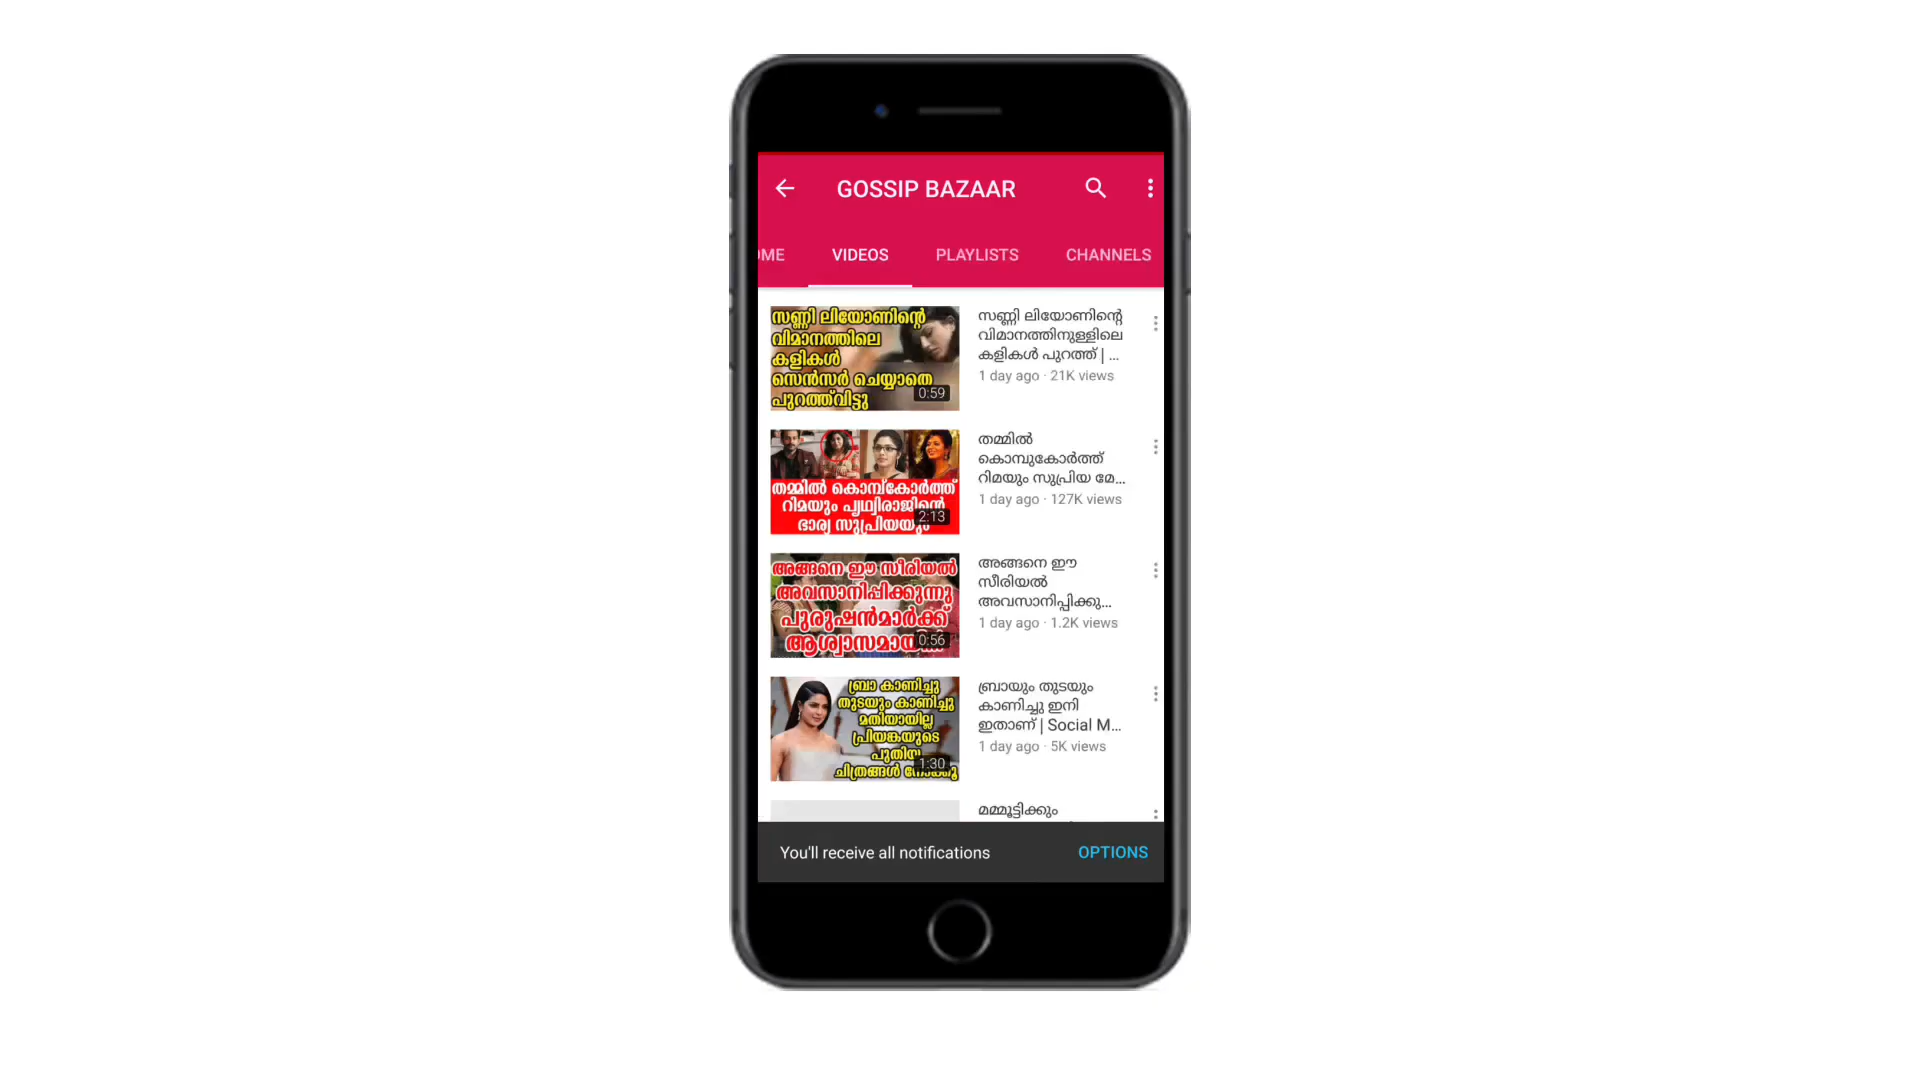 GOSSIP BAZAAR
OME
VIDEOS
PLAYLISTS
CHANNELS
സണ്ണി ലിയോണിന്റെ
വിമാനത്തിലെ
കളികൾ
സെൻസർ ചെയ്യാതെ
പുറത്ത്‌വിട്ടു
0:59
സണ്ണി ലിയോണിന്റെ
വിമാനത്തിനുള്ളിലെ
കളികൾ പുറത്ത് | ...
1 day ago · 21K views
തമ്മിൽ കൊമ്പ്കോർത്ത്
റിമയും പൃഥ്വിരാജിന്റെ
ഭാര്യ സുപ്രിയയും
2:13
തമ്മിൽ
കൊമ്പുകോർത്ത്
റിമയും സുപ്രിയ മേ...
1 day ago · 127K views
അങ്ങനെ ഈ സീരിയൽ
അവസാനിപ്പിക്കുന്നു
പുരുഷൻമാർക്ക്
0:56
അങ്ങനെ ഈ
സീരിയൽ
അവസാനിപ്പിക്കു...
1 day ago · 1.2K views
ബ്രാ കാണിച്ചു
തുടയും കാണിച്ചു
മതിയായില്ല
പ്രിയങ്കയുടെ
പുതിയ
ചിത്രങ്ങൾ നോക്കൂ
1:30
ബ്രായും തുടയും
കാണിച്ചു ഇനി
ഇതാണ് | Social M...
1 day ago · 5K views
മമ്മൂട്ടിക്കും
You'll receive all notifications
OPTIONS